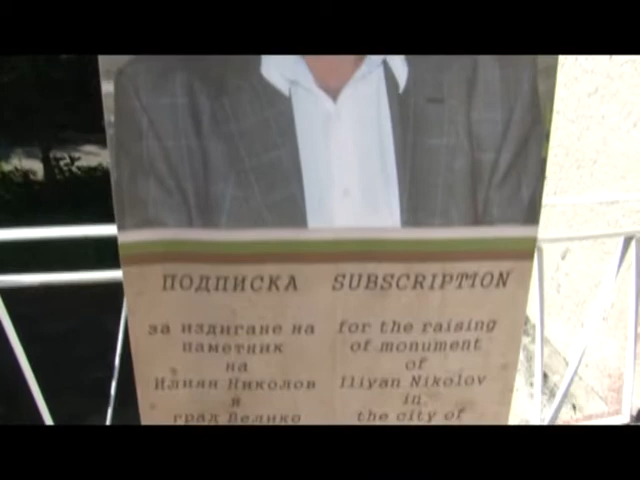 ПОДПИСКА SUBSCRIPTION
за издигане на for the raising
паметник of monument
на of
Илиян Николов Iliyan Nikolov
в in
град Велико the city of